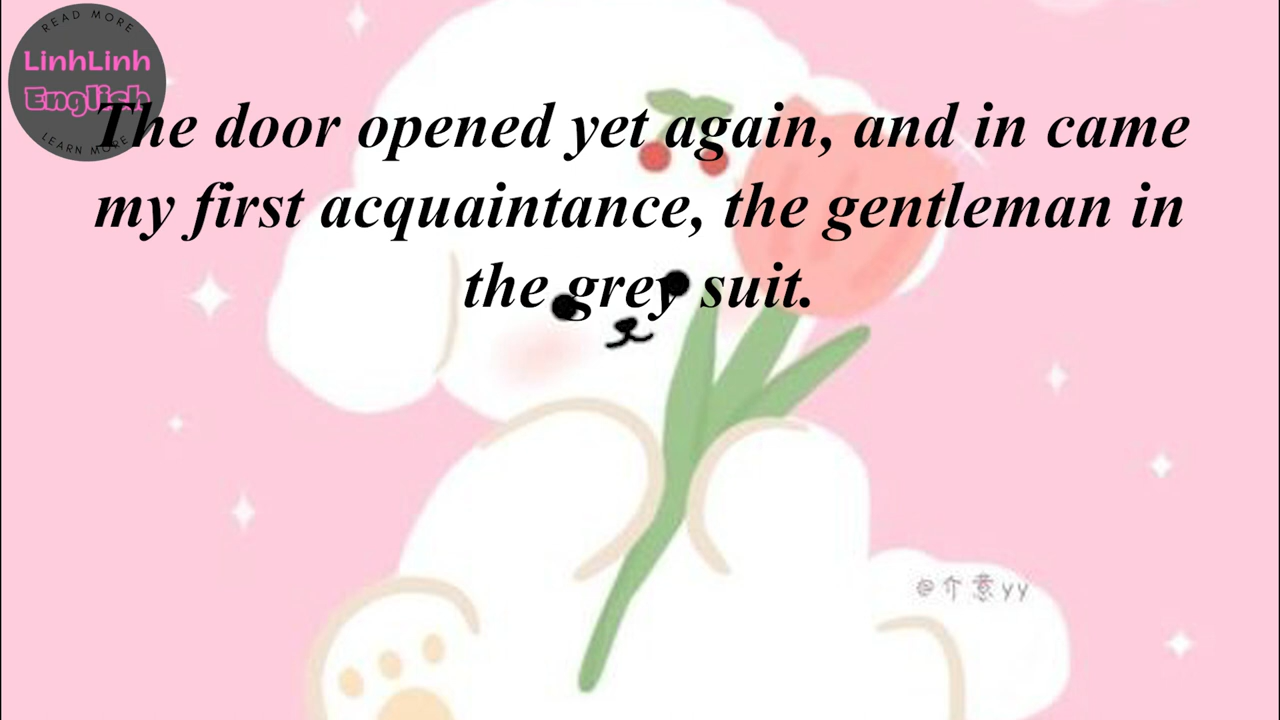 READ MORE
LinhLinh
English
LEARN MORE
The door opened yet again, and in came
my first acquaintance, the gentleman in
the grey suit.
@介意yy